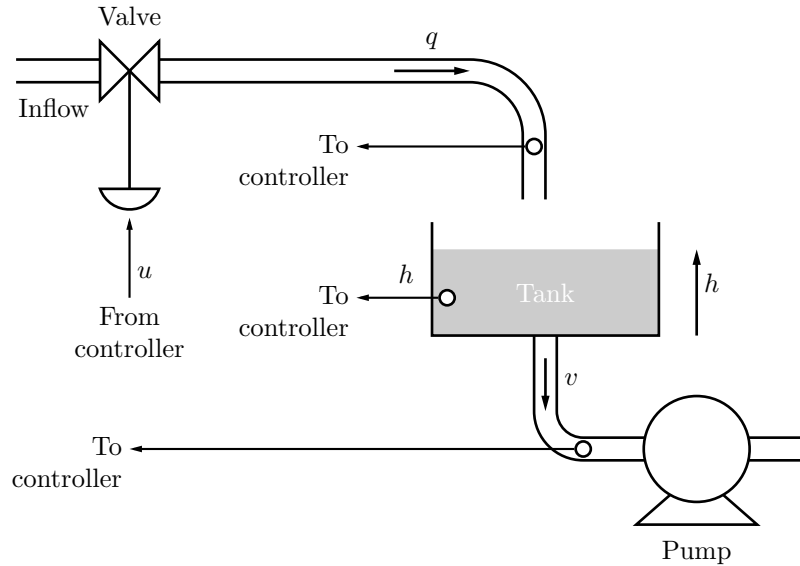 Valve
q
Inflow
To
controller
u
From
controller
h
To
controller
Tank
h
v
To
controller
Pump